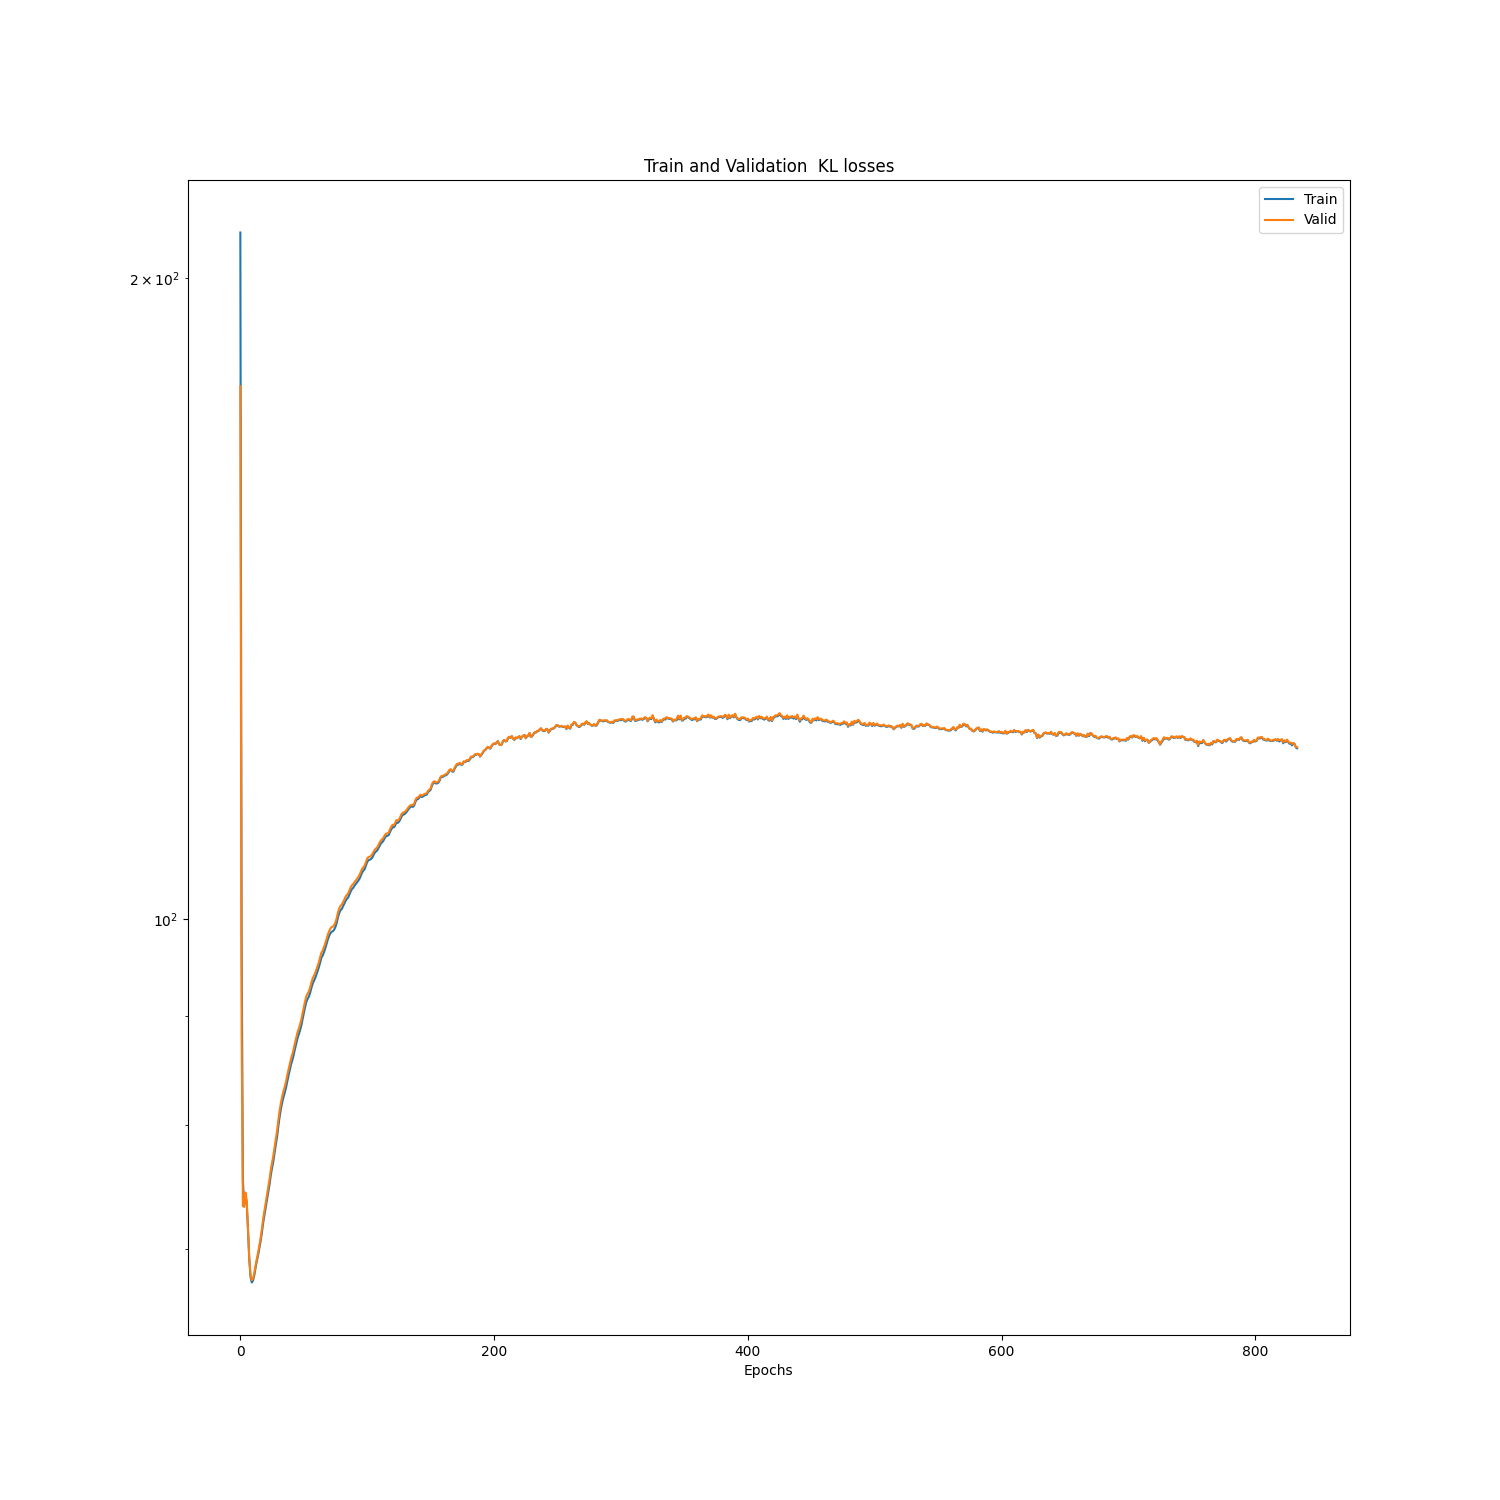 Train and Validation  KL losses
Train
Valid
2 × 10²
10²
0 200 400 600 800
Epochs